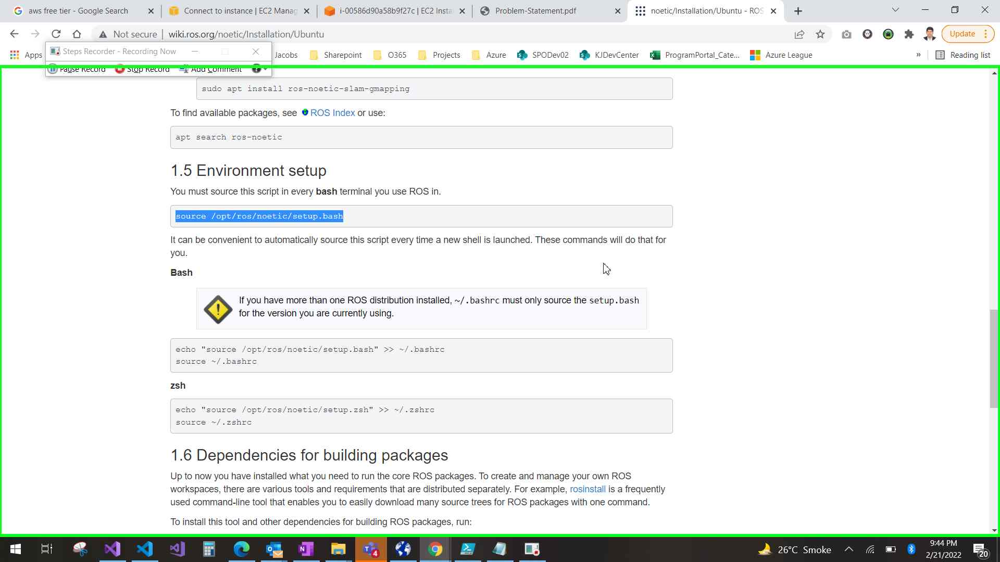 aws free tier - Google Search
Connect to instance | EC2 Manag
i-00586d90a58b9f27c | EC2 Insta
Problem-Statement.pdf
noetic/Installation/Ubuntu - ROS
Not secure
wiki.ros.org/noetic/Installation/Ubuntu
Update
Apps
Steps Recorder - Recording Now
Jacobs
Sharepoint
O365
Projects
Azure
SPODev02
KJDevCenter
ProgramPortal_Cate...
Azure League
»
Reading list
Pause Record
Stop Record
Add Comment
sudo apt install ros-noetic-slam-gmapping
To find available packages, see ROS Index or use:
apt search ros-noetic
1.5 Environment setup
You must source this script in every bash terminal you use ROS in.
source /opt/ros/noetic/setup.bash
It can be convenient to automatically source this script every time a new shell is launched. These commands will do that for
you.
Bash
If you have more than one ROS distribution installed, ~/.bashrc must only source the setup.bash
for the version you are currently using.
echo "source /opt/ros/noetic/setup.bash" >> ~/.bashrc
source ~/.bashrc
zsh
echo "source /opt/ros/noetic/setup.zsh" >> ~/.zshrc
source ~/.zshrc
1.6 Dependencies for building packages
Up to now you have installed what you need to run the core ROS packages. To create and manage your own ROS
workspaces, there are various tools and requirements that are distributed separately. For example, rosinstall is a frequently
used command-line tool that enables you to easily download many source trees for ROS packages with one command.
To install this tool and other dependencies for building ROS packages, run:
4
26°C Smoke
9:44 PM
2/21/2022
20